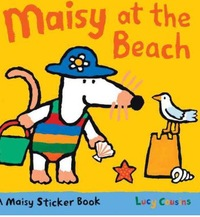 Maisy at the
Beach
A Maisy Sticker Book
Lucy Cousins